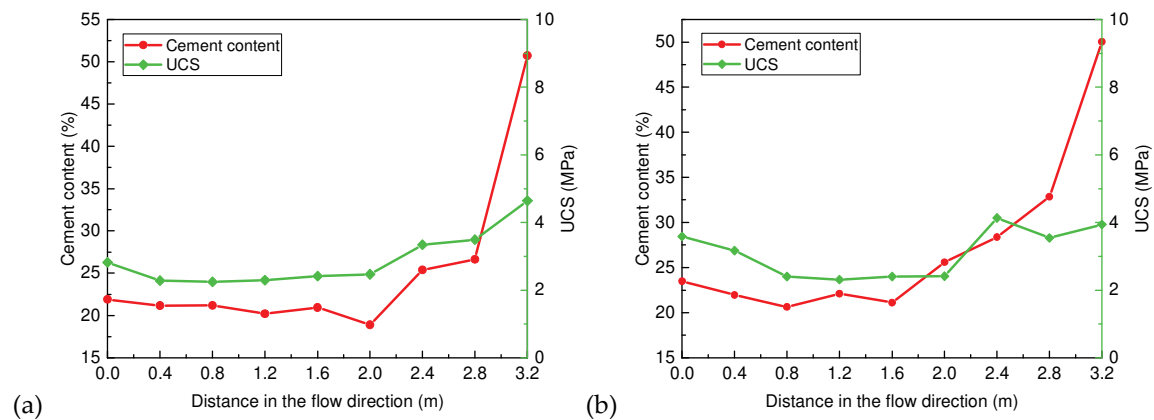 55
50
45
40
35
30
25
20
15
Cement content (%)
Cement content
UCS
10
8
6
4
2
0
UCS (MPa)
0.0 0.4 0.8 1.2 1.6 2.0 2.4 2.8 3.2
Distance in the flow direction (m)
(a)
50
45
40
35
30
25
20
15
Cement content (%)
Cement content
UCS
10
8
6
4
2
0
UCS (MPa)
0.0 0.4 0.8 1.2 1.6 2.0 2.4 2.8 3.2
Distance in the flow direction (m)
(b)